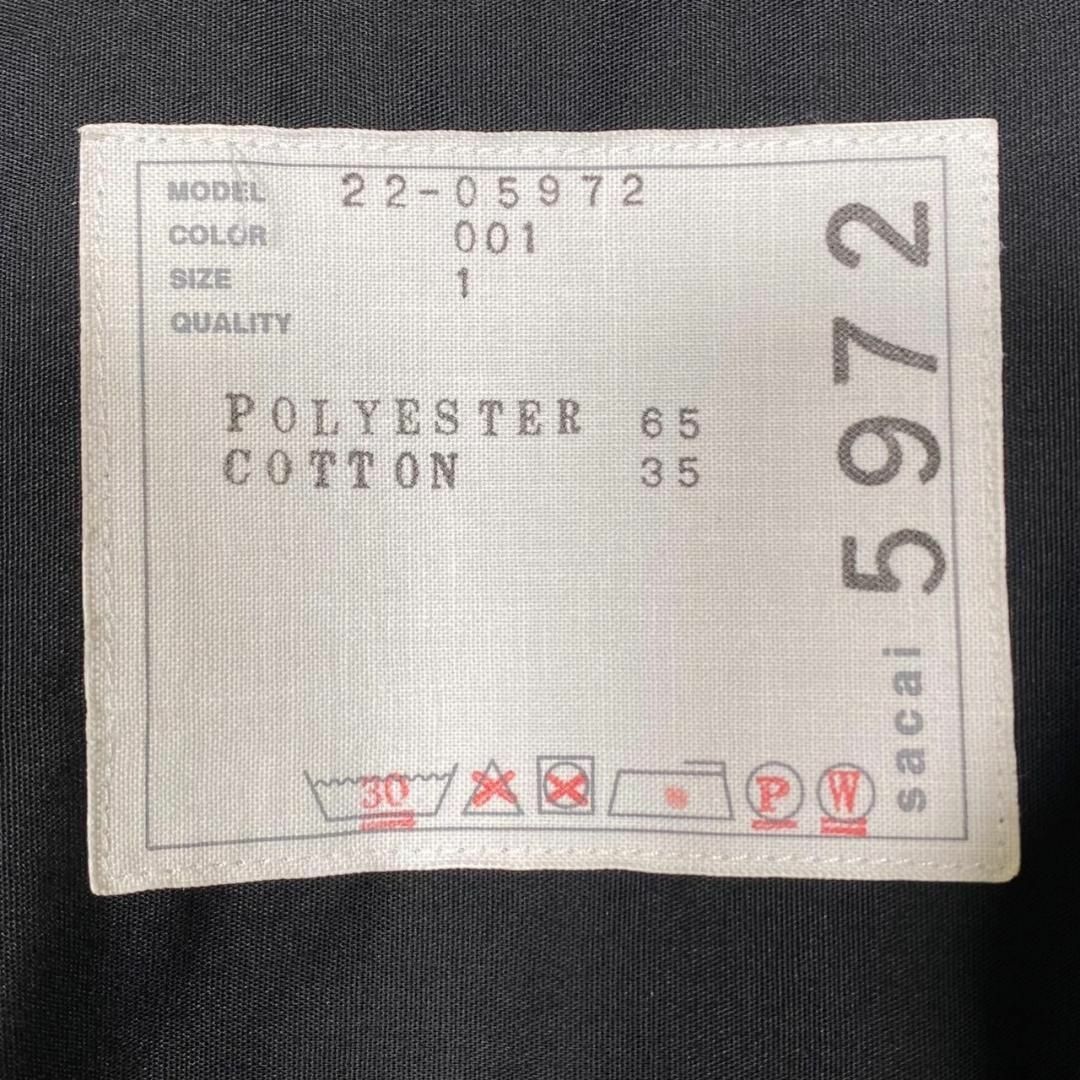 MODEL 22-05972
COLOR 001
SIZE 1
QUALITY
POLYESTER 65
COTTON 35
30
P
W
sacai 5972